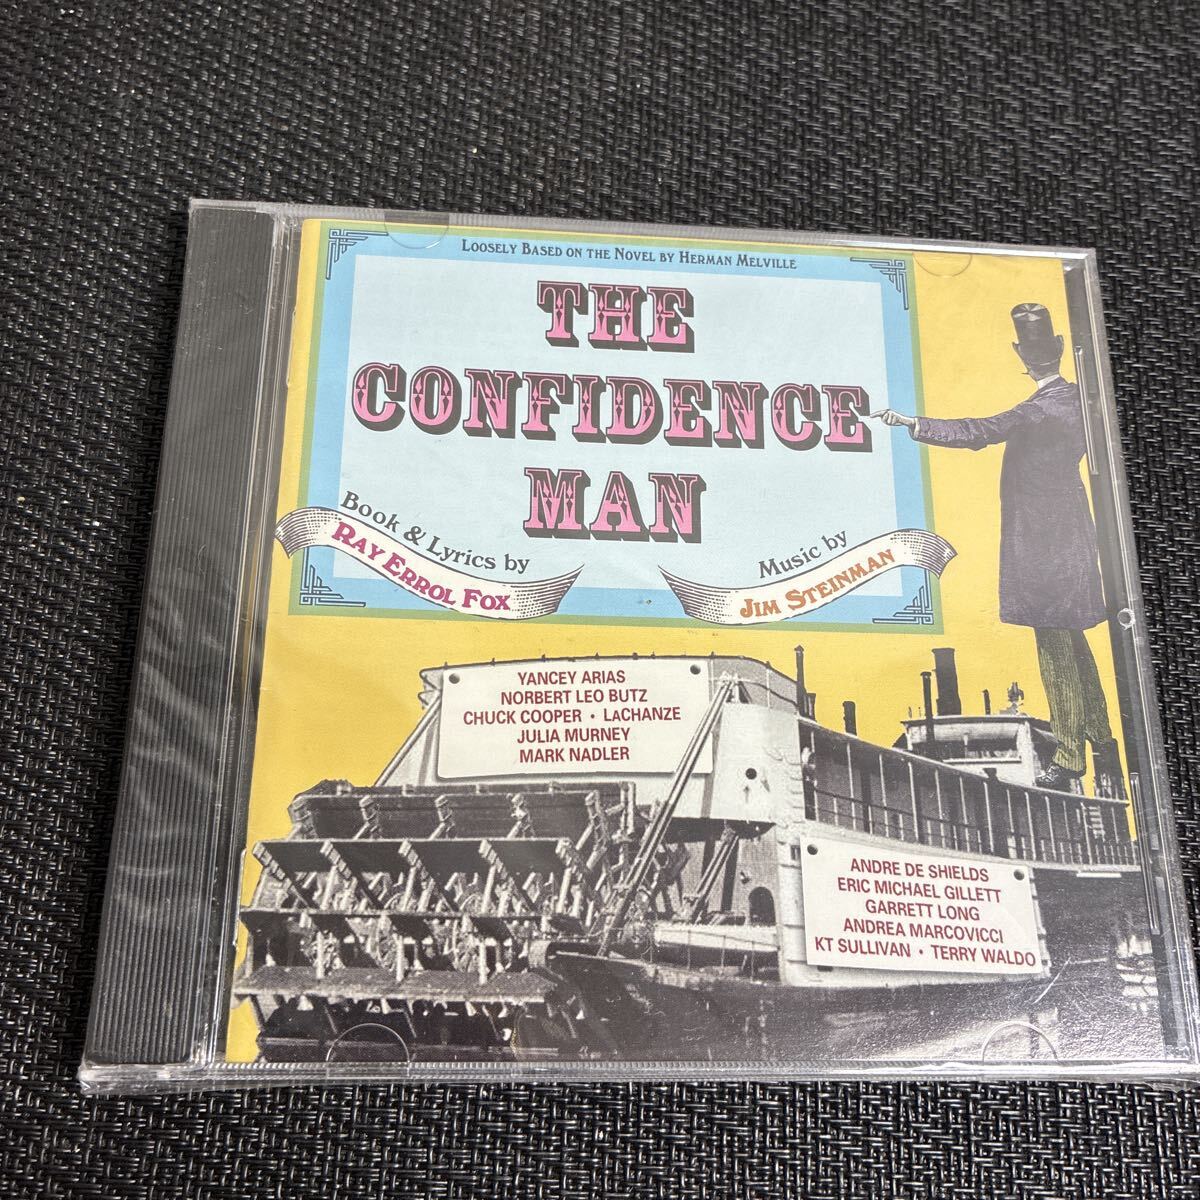 LOOSELY BASED ON THE NOVEL BY HERMAN MELVILLE
THE
CONFIDENCE
MAN
Book & Lyrics by
RAY ERROL FOX
Music by
JIM STEINMAN
YANCEY ARIAS
NORBERT LEO BUTZ
CHUCK COOPER • LaCHANZE
JULIA MURNEY
MARK NADLER
ANDRE DE SHIELDS
ERIC MICHAEL GILLETT
GARRETT LONG
ANDREA MARCOVICCI
KT SULLIVAN • TERRY WALDO